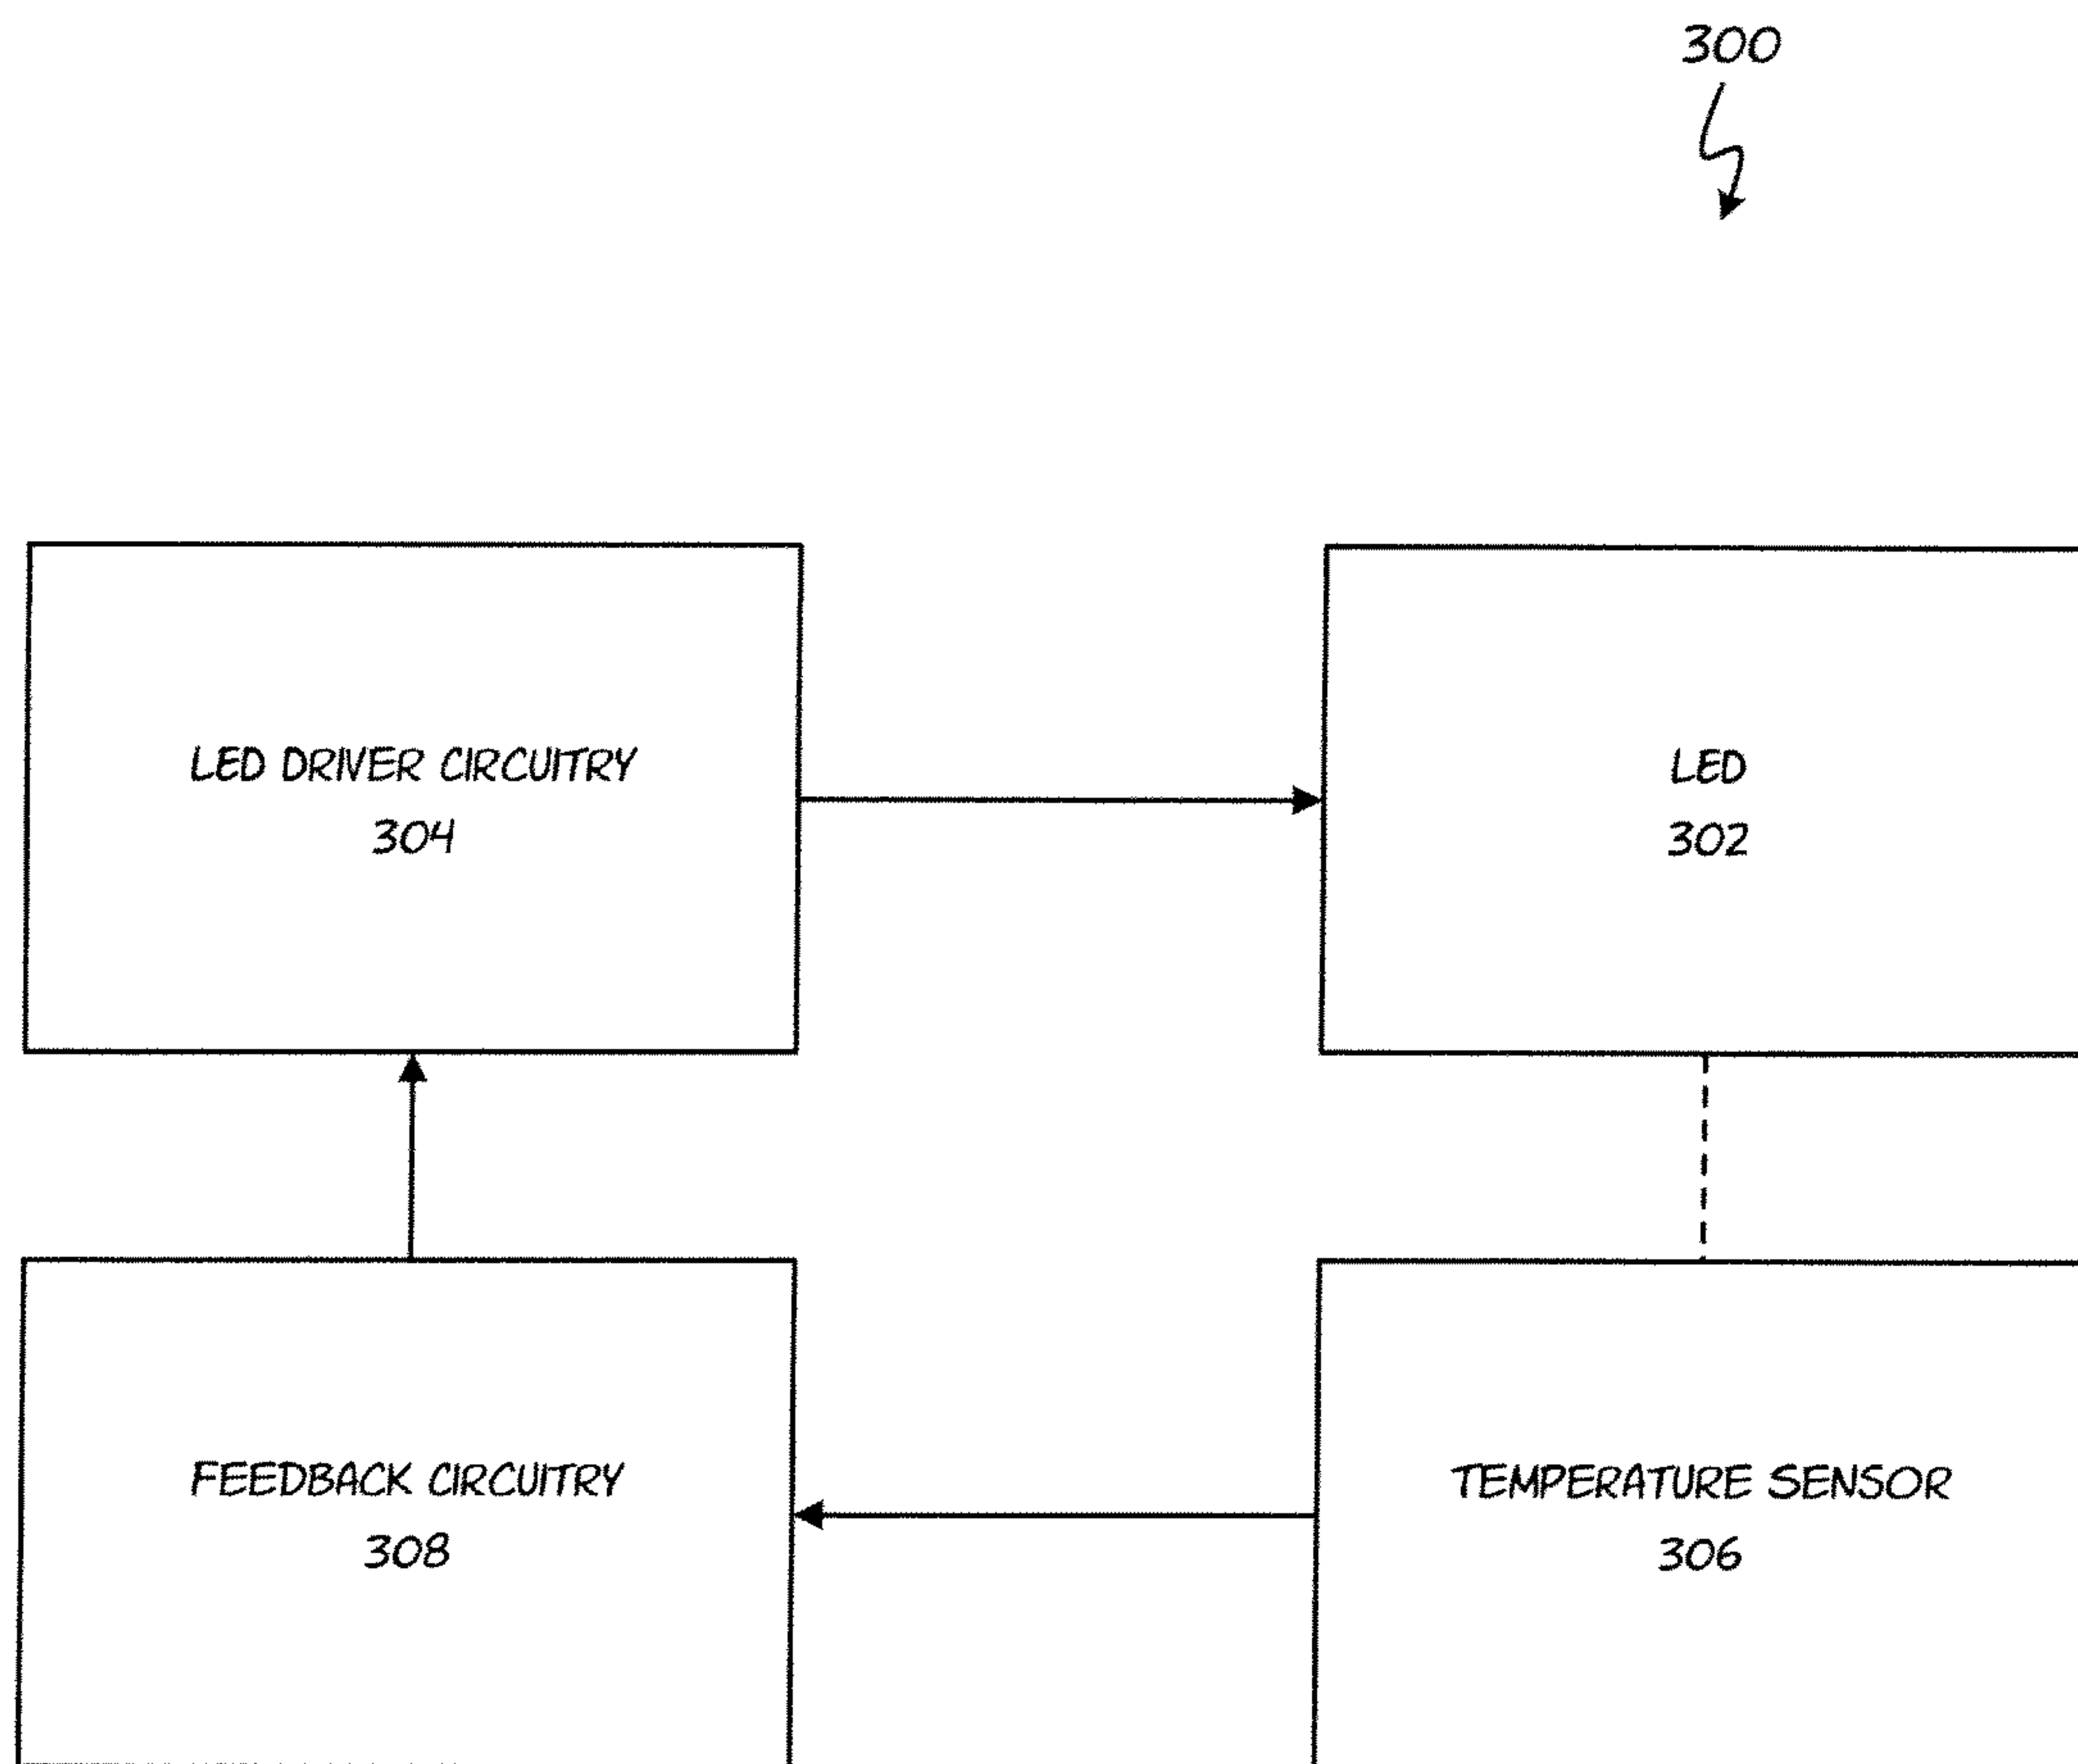 300
LED DRIVER CIRCUITRY
304
LED
302
FEEDBACK CIRCUITRY
308
TEMPERATURE SENSOR
306